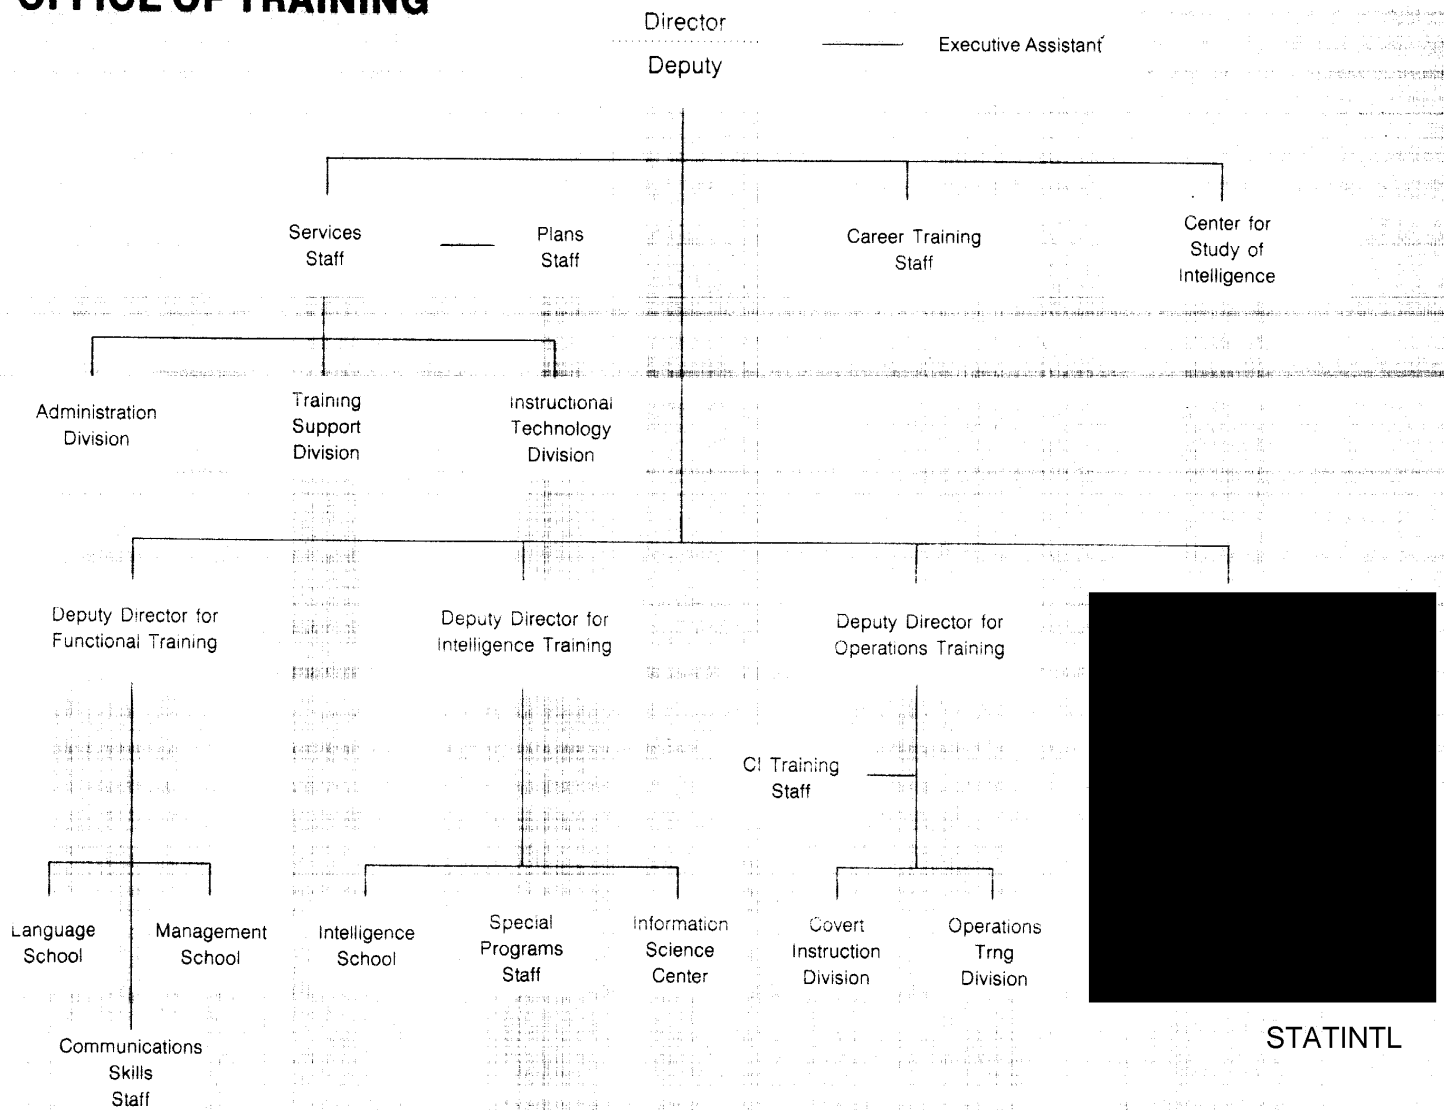 OFFICE OF TRAINING
Director
Deputy
Executive Assistant
Services
Staff
Plans
Staff
Career Training
Staff
Center for
Study of
Intelligence
Administration
Division
Training
Support
Division
Instructional
Technology
Division
Deputy Director for
Functional Training
Deputy Director for
Intelligence Training
Deputy Director for
Operations Training
CI Training
Staff
Language
School
Management
School
Communications
Skills
Staff
Intelligence
School
Special
Programs
Staff
Information
Science
Center
Covert
Instruction
Division
Operations
Trng
Division
STATINTL